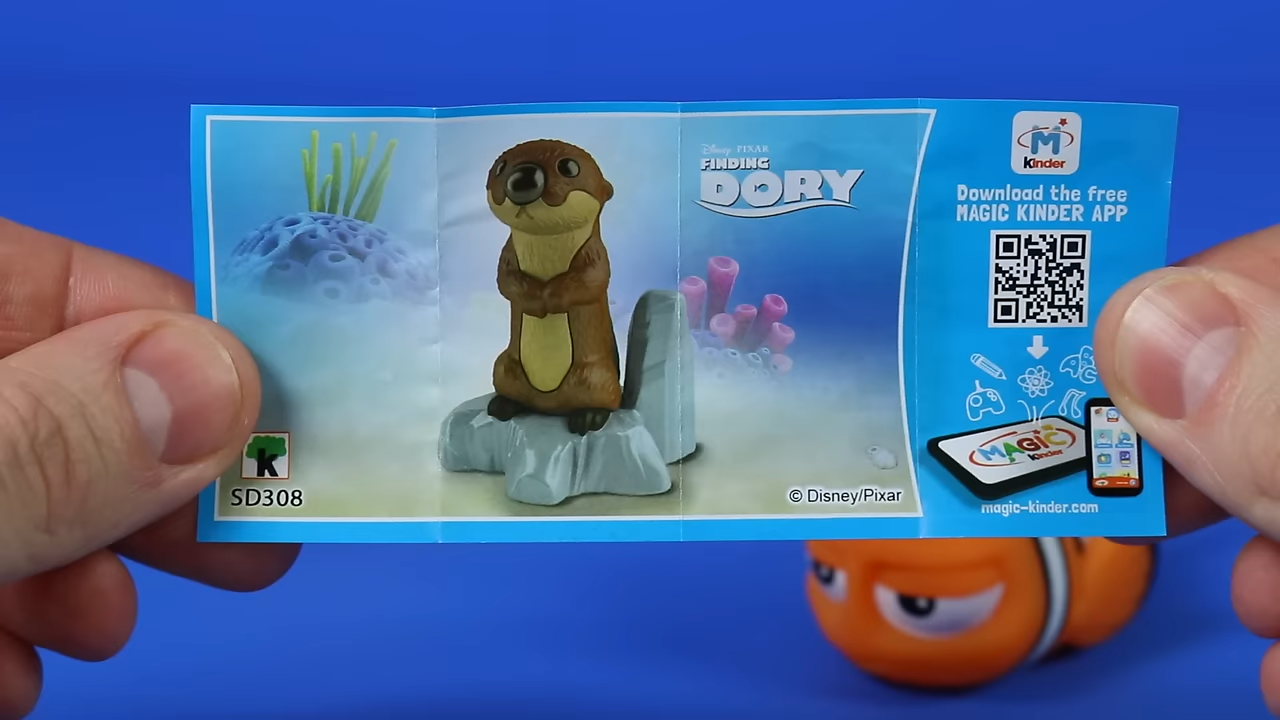 K
SD308
Disney PIXAR
FINDING
DORY
© Disney/Pixar
M
Kinder
Download the free
MAGIC KINDER APP
MAGIC
Kinder
magic-kinder.com